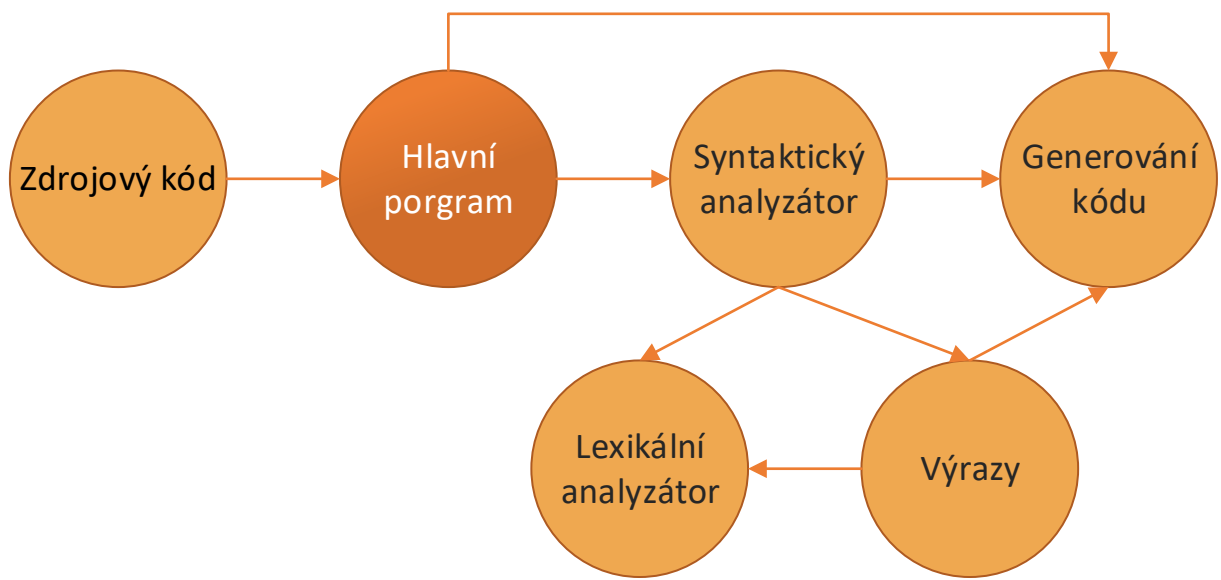 Zdrojový kód
Hlavní
porgram
Syntaktický
analyzátor
Generování
kódu
Lexikální
analyzátor
Výrazy